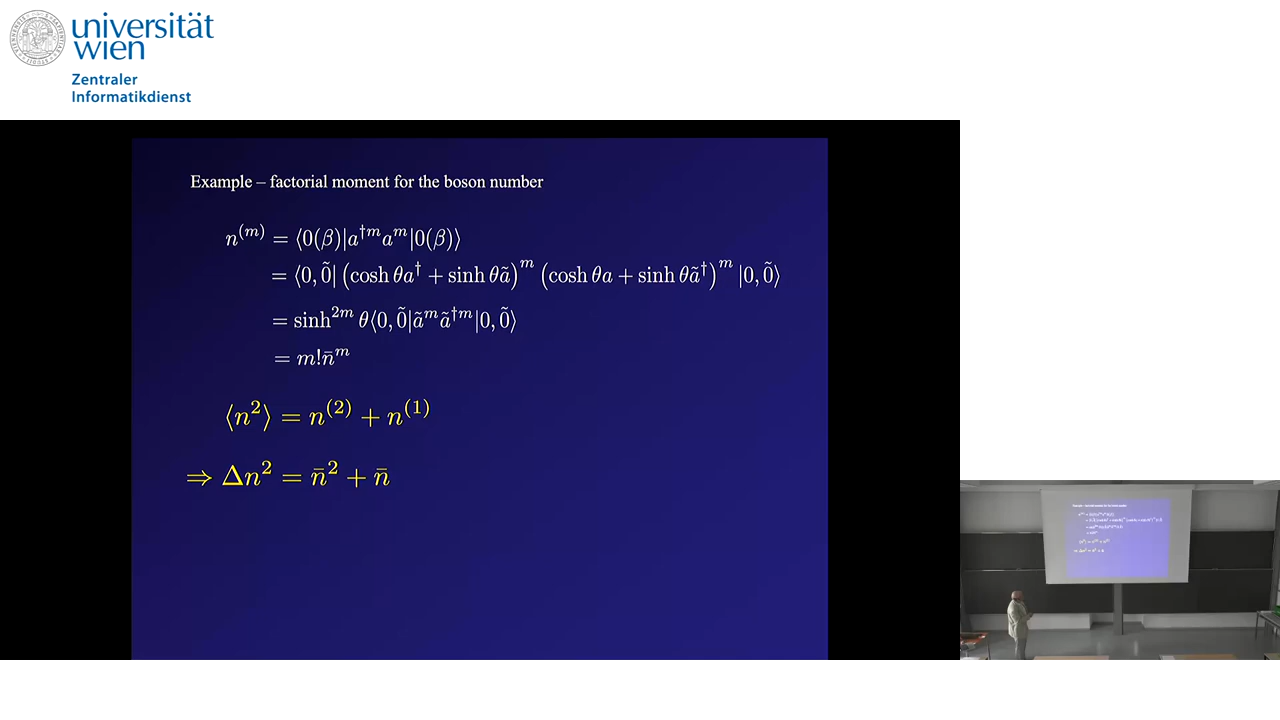 universität
wien
Zentraler
Informatikdienst
Example – factorial moment for the boson number
n^{(m)} = ⟨0(β)|a^{†m}a^{m}|0(β)⟩
= ⟨0, 0̃| (cosh θa^† + sinh θã)^m (cosh θa + sinh θã^†)^m |0, 0̃⟩
= sinh^{2m} θ⟨0, 0̃|ã^m ã^{†m}|0, 0̃⟩
= m!n̄^m
⟨n^2⟩ = n^{(2)} + n^{(1)}
⇒ Δn^2 = n̄^2 + n̄